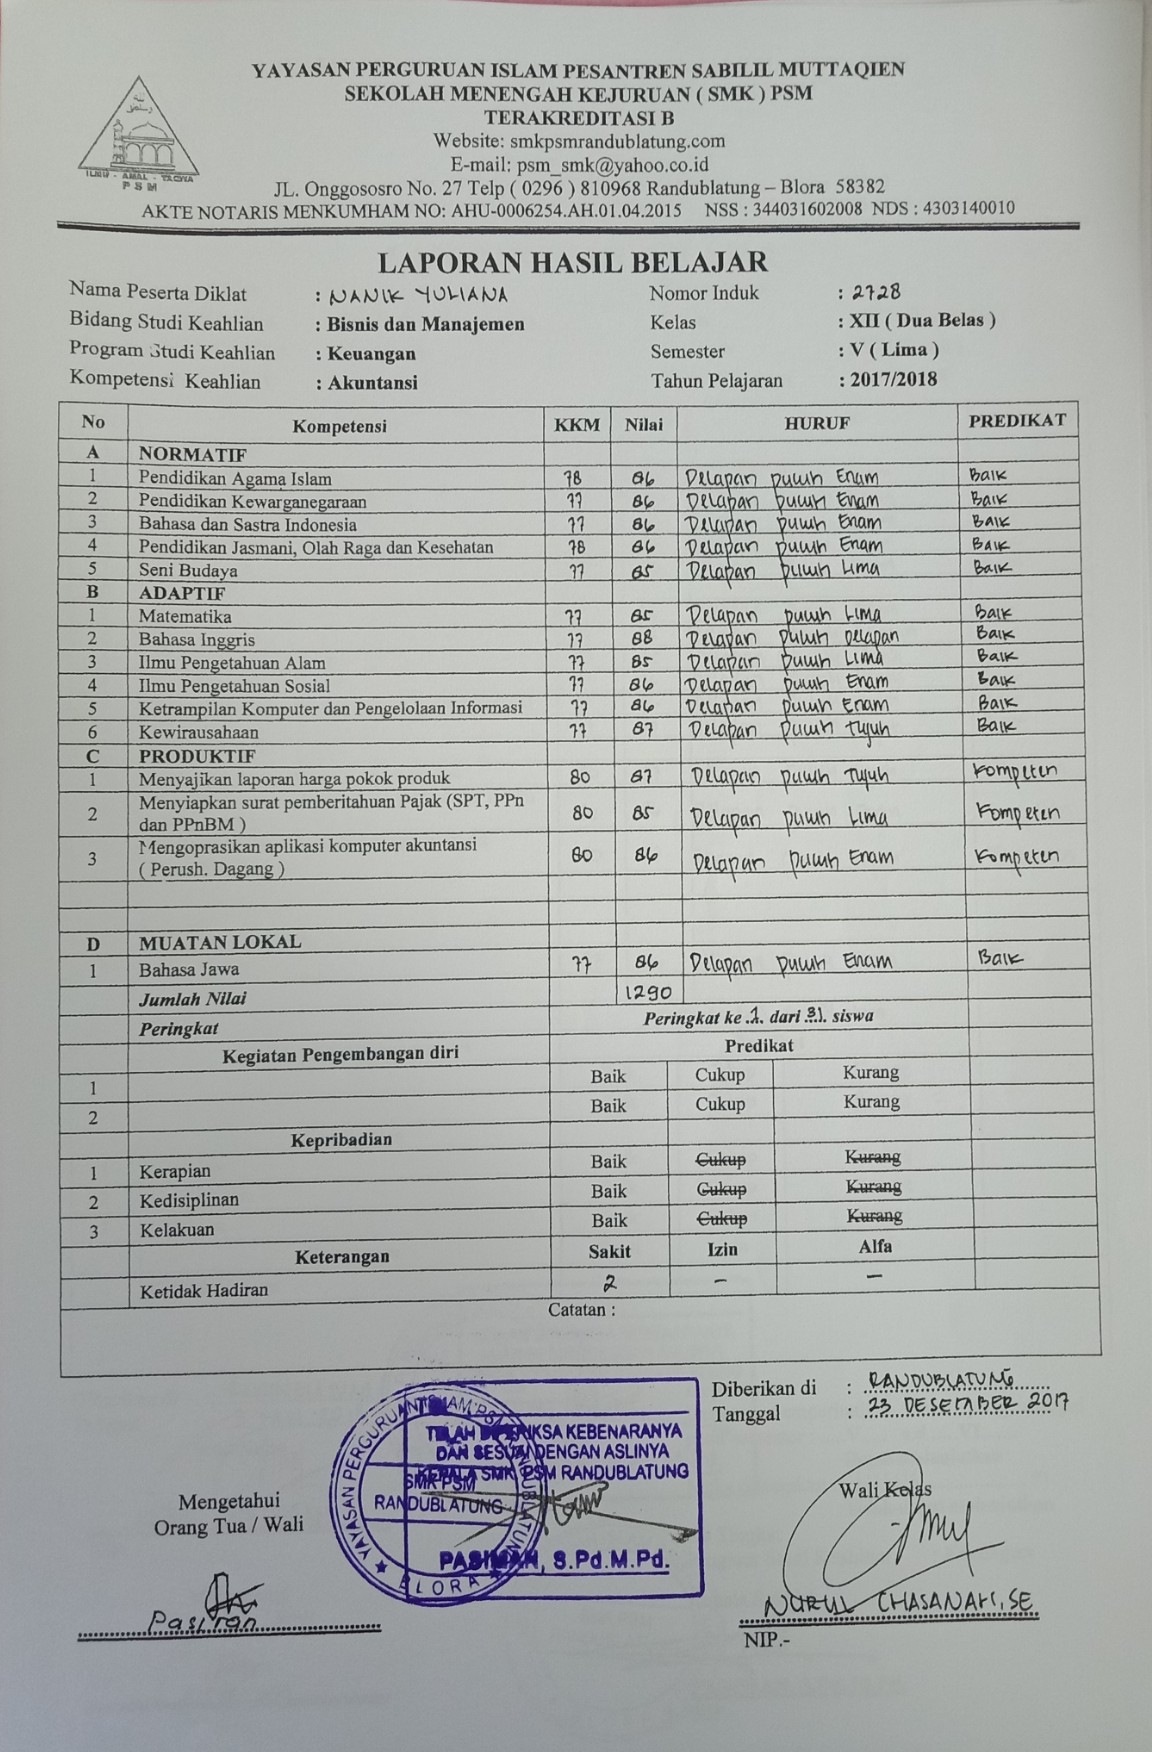 YAYASAN PERGURUAN ISLAM PESANTREN SABILIL MUTTAQIEN
SEKOLAH MENENGAH KEJURUAN ( SMK ) PSM
TERAKREDITASI B
Website: smkpsmrandublatung.com
E-mail: psm_smk@yahoo.co.id
JL. Onggososro No. 27 Telp ( 0296 ) 810968 Randublatung – Blora 58382
AKTE NOTARIS MENKUMHAM NO: AHU-0006254.AH.01.04.2015 NSS : 344031602008 NDS : 4303140010
ILMU - AMAL - TAQWA
P S M
LAPORAN HASIL BELAJAR
Nama Peserta Diklat : NANIK YULIANA Nomor Induk : 2728
Bidang Studi Keahlian : Bisnis dan Manajemen Kelas : XII ( Dua Belas )
Program Studi Keahlian : Keuangan Semester : V ( Lima )
Kompetensi Keahlian : Akuntansi Tahun Pelajaran : 2017/2018
No Kompetensi KKM Nilai HURUF PREDIKAT
A NORMATIF
1 Pendidikan Agama Islam 78 86 Delapan puluh Enam Baik
2 Pendidikan Kewarganegaraan 77 86 Delapan puluh Enam Baik
3 Bahasa dan Sastra Indonesia 77 86 Delapan puluh Enam Baik
4 Pendidikan Jasmani, Olah Raga dan Kesehatan 78 86 Delapan puluh Enam Baik
5 Seni Budaya 77 85 Delapan puluh Lima Baik
B ADAPTIF
1 Matematika 77 85 Delapan puluh Lima Baik
2 Bahasa Inggris 77 88 Delapan puluh Delapan Baik
3 Ilmu Pengetahuan Alam 77 85 Delapan puluh Lima Baik
4 Ilmu Pengetahuan Sosial 77 86 Delapan puluh Enam Baik
5 Ketrampilan Komputer dan Pengelolaan Informasi 77 86 Delapan puluh Enam Baik
6 Kewirausahaan 77 87 Delapan puluh Tujuh Baik
C PRODUKTIF
1 Menyajikan laporan harga pokok produk 80 87 Delapan puluh Tujuh Kompeten
2 Menyiapkan surat pemberitahuan Pajak (SPT, PPn
dan PPnBM ) 80 85 Delapan puluh Lima Kompeten
3 Mengoprasikan aplikasi komputer akuntansi
( Perush. Dagang ) 80 86 Delapan puluh Enam Kompeten
D MUATAN LOKAL
1 Bahasa Jawa 77 86 Delapan puluh Enam Baik
Jumlah Nilai 1290
Peringkat Peringkat ke .1. dari .31. siswa
Kegiatan Pengembangan diri Predikat
1 Baik Cukup Kurang
2 Baik Cukup Kurang
Kepribadian
1 Kerapian Baik Cukup Kurang
2 Kedisiplinan Baik Cukup Kurang
3 Kelakuan Baik Cukup Kurang
Keterangan Sakit Izin Alfa
Ketidak Hadiran 2 – –
Catatan :
Diberikan di : RANDUBLATUNG
Tanggal : 23 DESEMBER 2017
TELAH DIPERIKSA KEBENARANYA
DAN SESUAI DENGAN ASLINYA
KEPALA SMK PSM RANDUBLATUNG
PASIMAN, S.Pd.M.Pd.
YAYASAN PERGURUAN ISLAM PSM RANDUBLATUNG
SMK PSM
RANDUBLATUNG
★ BLORA ★
Mengetahui
Orang Tua / Wali
Pasiran
Wali Kelas
NURUL CHASANAH, SE
NIP.-